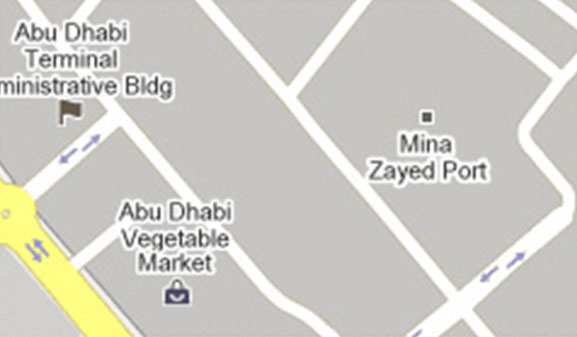 Abu Dhabi
Terminal
ministrative Bldg
Mina
Zayed Port
Abu Dhabi
Vegetable
Market